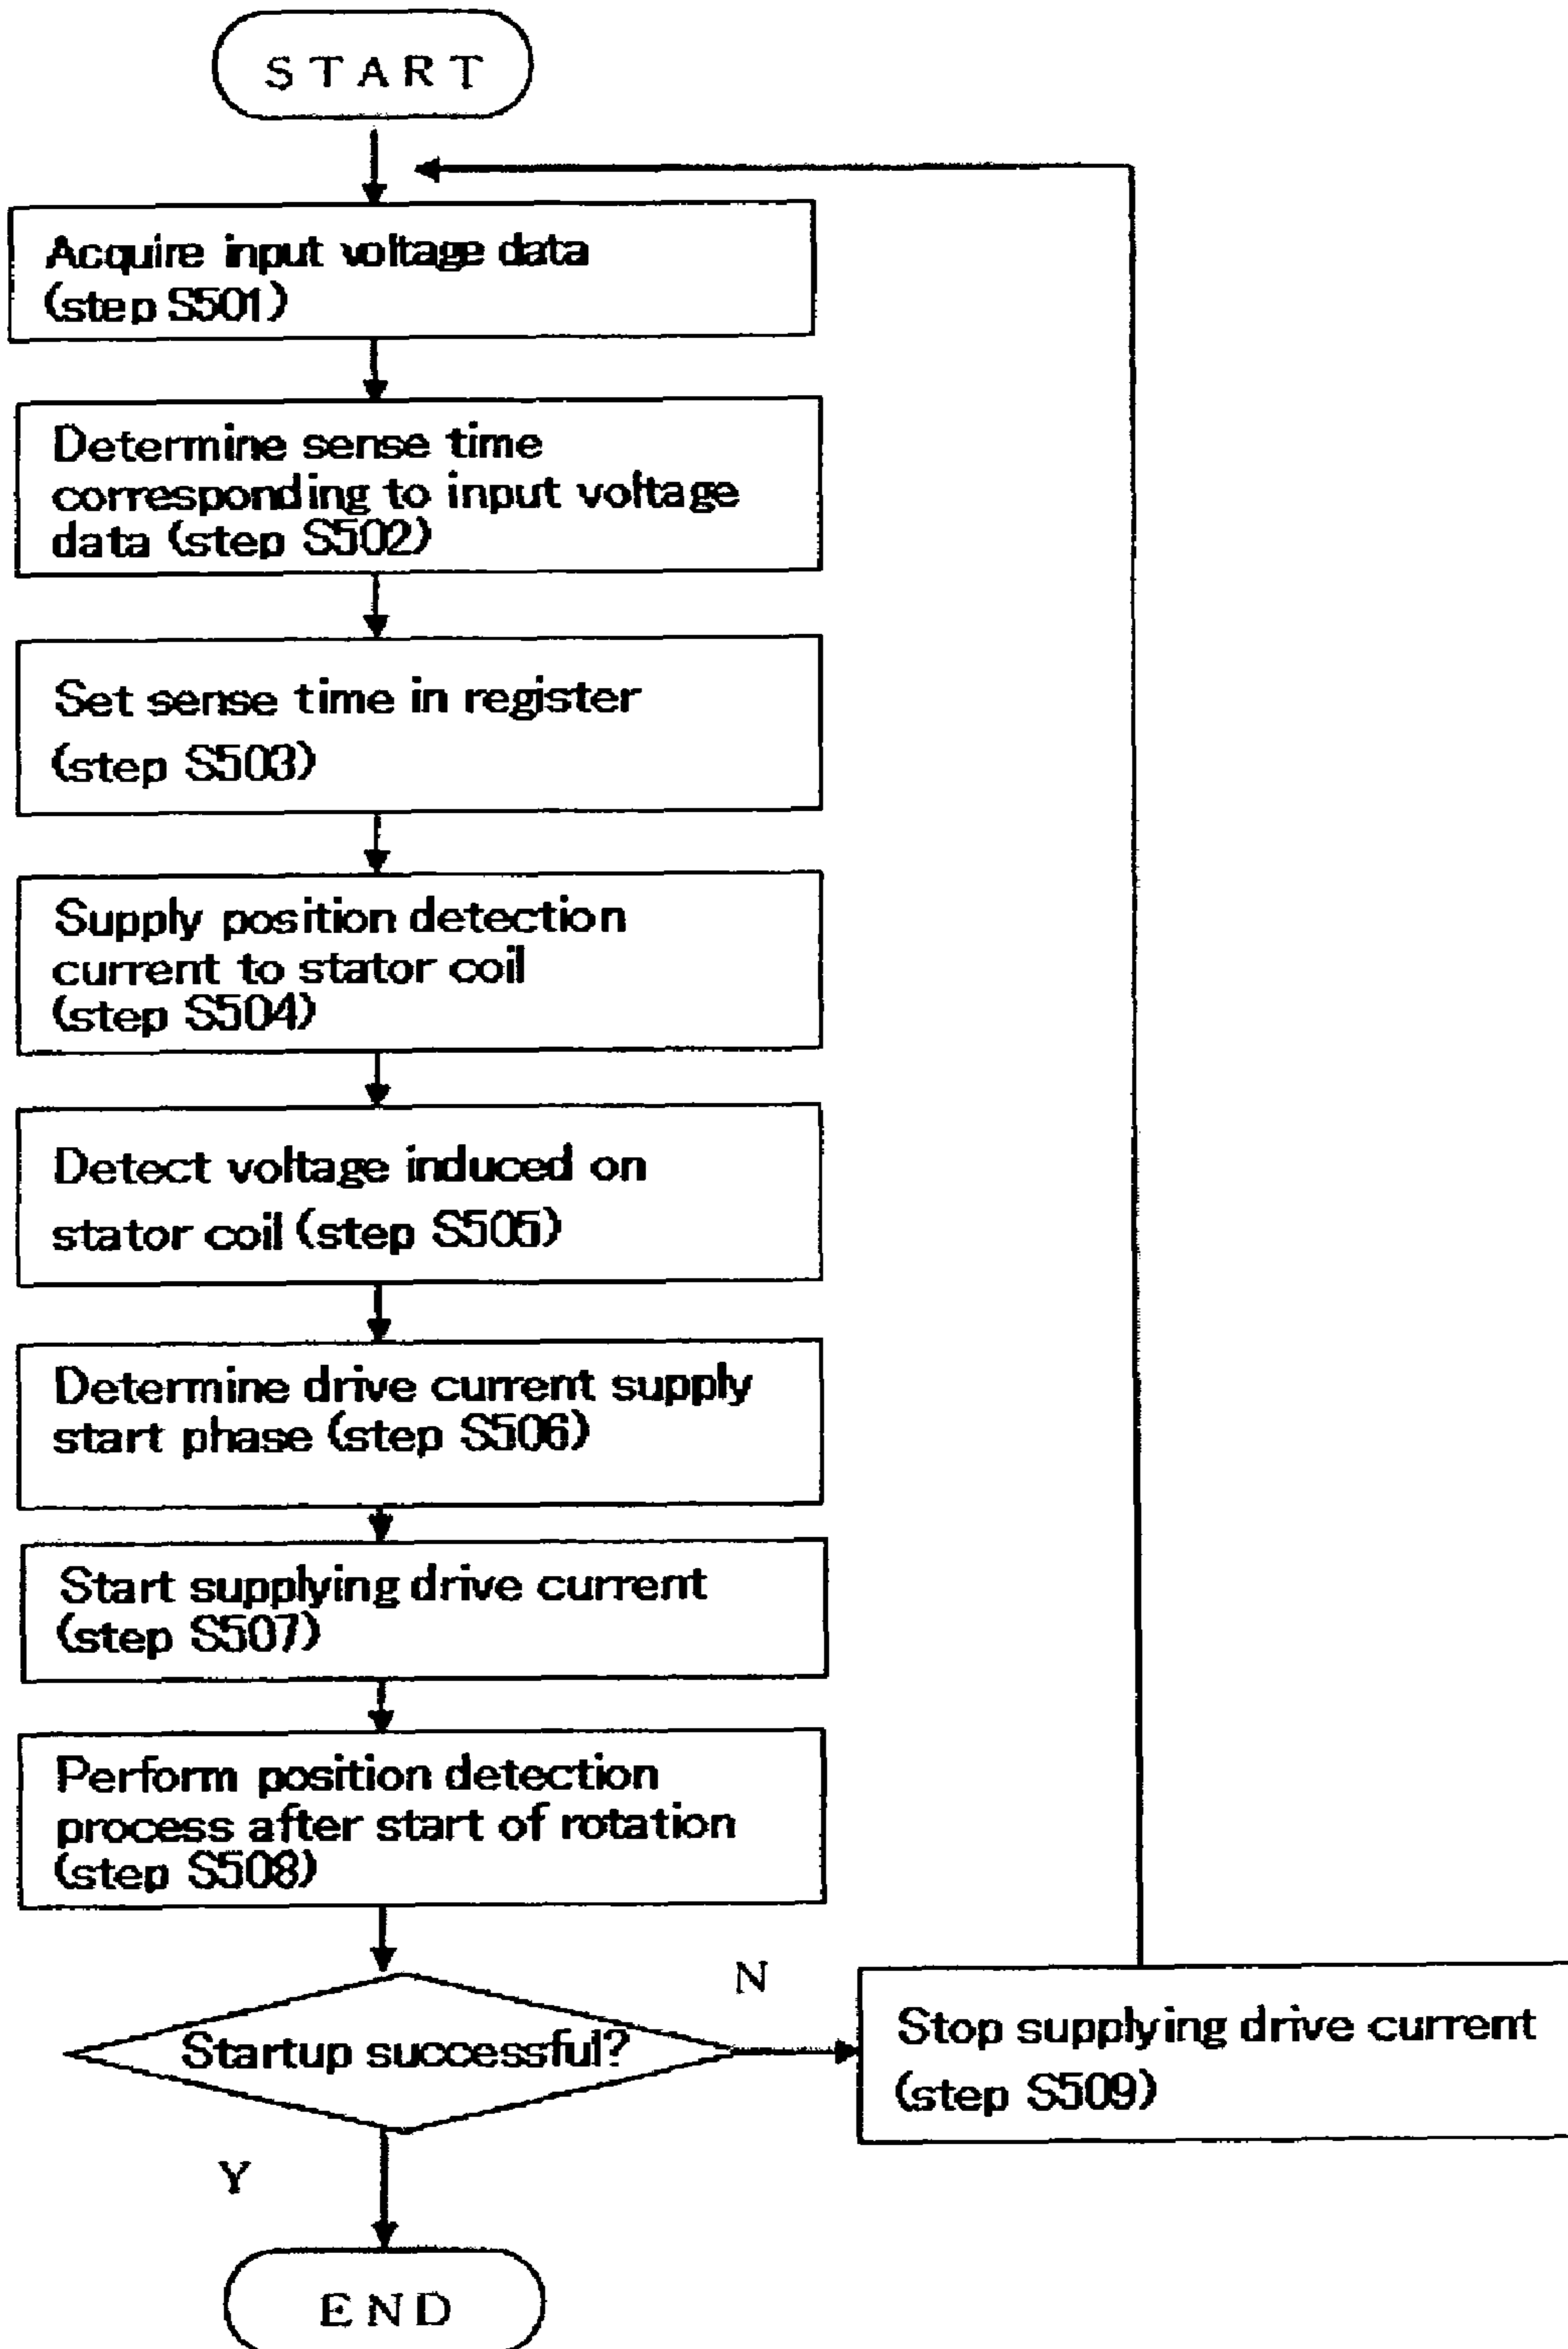 START
Acquire input voltage data
(step S501)
Determine sense time
corresponding to input voltage
data (step S502)
Set sense time in register
(step S503)
Supply position detection
current to stator coil
(step S504)
Detect voltage induced on
stator coil (step S505)
Determine drive current supply
start phase (step S506)
Start supplying drive current
(step S507)
Perform position detection
process after start of rotation
(step S508)
N
Startup successful?
Stop supplying drive current
(step S509)
Y
END